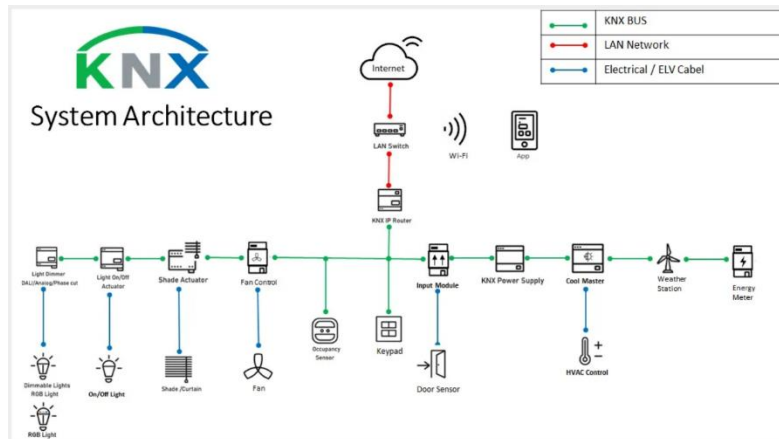 KNX
System Architecture
KNX BUS
LAN Network
Electrical / ELV Cabel
Internet
LAN Switch
Wi-Fi
App
KNX IP Router
Light Dimmer
DALI/Analog/Phase cut
Light On/Off
Actuator
Shade Actuator
Fan Control
Input Module
KNX Power Supply
Cool Master
Weather
Station
Energy
Meter
Occupancy
Sensor
Keypad
Dimmable Lights
RGB Light
On/Off Light
Shade /Curtain
Fan
Door Sensor
HVAC Control
RGB Light